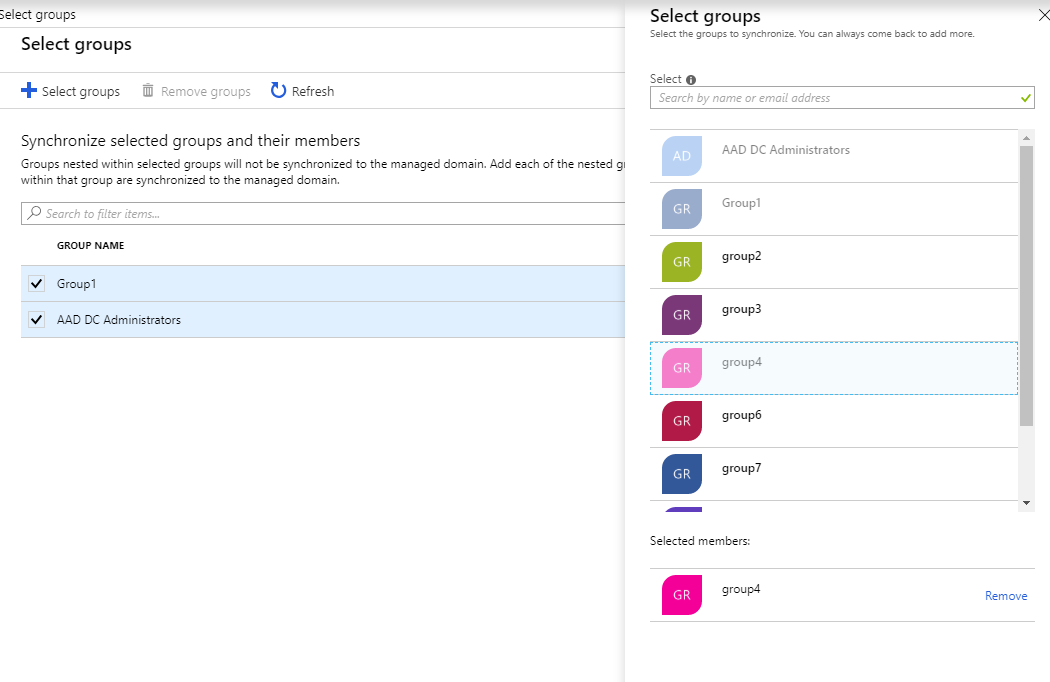 Select groups
Select groups
Select groups
Remove groups
Refresh
Synchronize selected groups and their members
Groups nested within selected groups will not be synchronized to the managed domain. Add each of the nested
within that group are synchronized to the managed domain.
Search to filter items...
GROUP NAME
Group1
AAD DC Administrators
Select groups
Select the groups to synchronize. You can always come back to add more.
Select
Search by name or email address
AD AAD DC Administrators
GR Group1
GR group2
GR group3
GR group4
GR group6
GR group7
Selected members:
GR group4 Remove